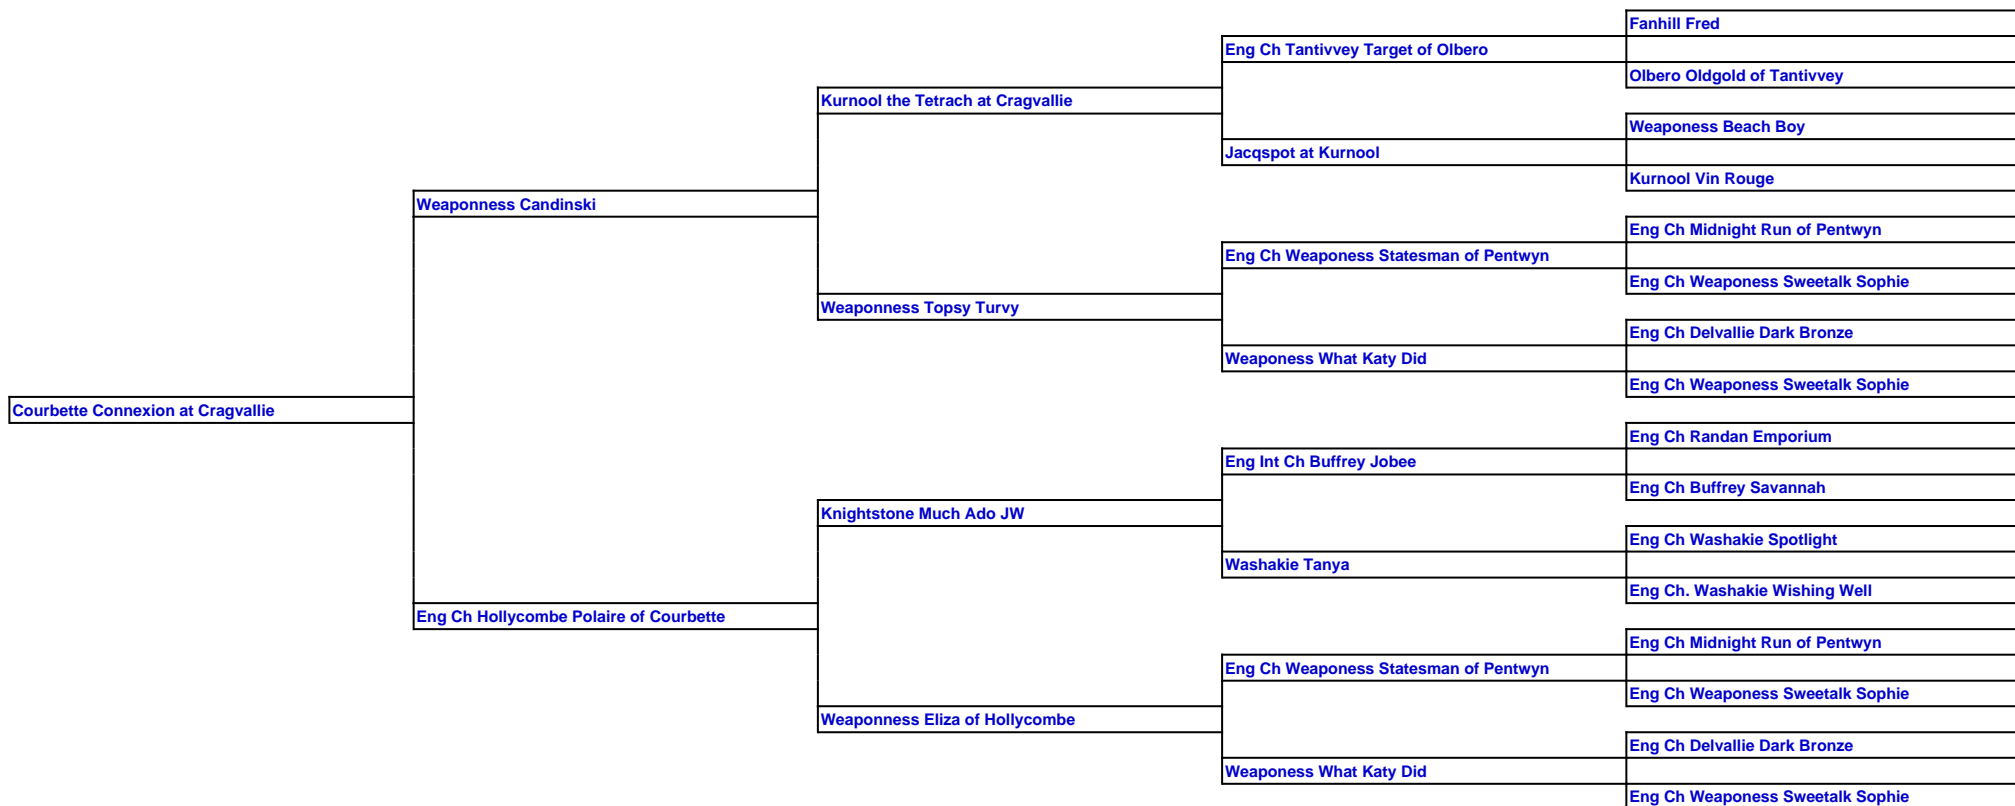 Fanhill Fred
Eng Ch Tantivvey Target of Olbero
Olbero Oldgold of Tantivvey
Kurnool the Tetrach at Cragvallie
Weaponess Beach Boy
Jacqspot at Kurnool
Kurnool Vin Rouge
Weaponness Candinski
Eng Ch Midnight Run of Pentwyn
Eng Ch Weaponess Statesman of Pentwyn
Eng Ch Weaponess Sweetalk Sophie
Weaponness Topsy Turvy
Eng Ch Delvallie Dark Bronze
Weaponess What Katy Did
Eng Ch Weaponess Sweetalk Sophie
Courbette Connexion at Cragvallie
Eng Ch Randan Emporium
Eng Int Ch Buffrey Jobee
Eng Ch Buffrey Savannah
Knightstone Much Ado JW
Eng Ch Washakie Spotlight
Washakie Tanya
Eng Ch. Washakie Wishing Well
Eng Ch Hollycombe Polaire of Courbette
Eng Ch Midnight Run of Pentwyn
Eng Ch Weaponess Statesman of Pentwyn
Eng Ch Weaponess Sweetalk Sophie
Weaponness Eliza of Hollycombe
Eng Ch Delvallie Dark Bronze
Weaponess What Katy Did
Eng Ch Weaponess Sweetalk Sophie